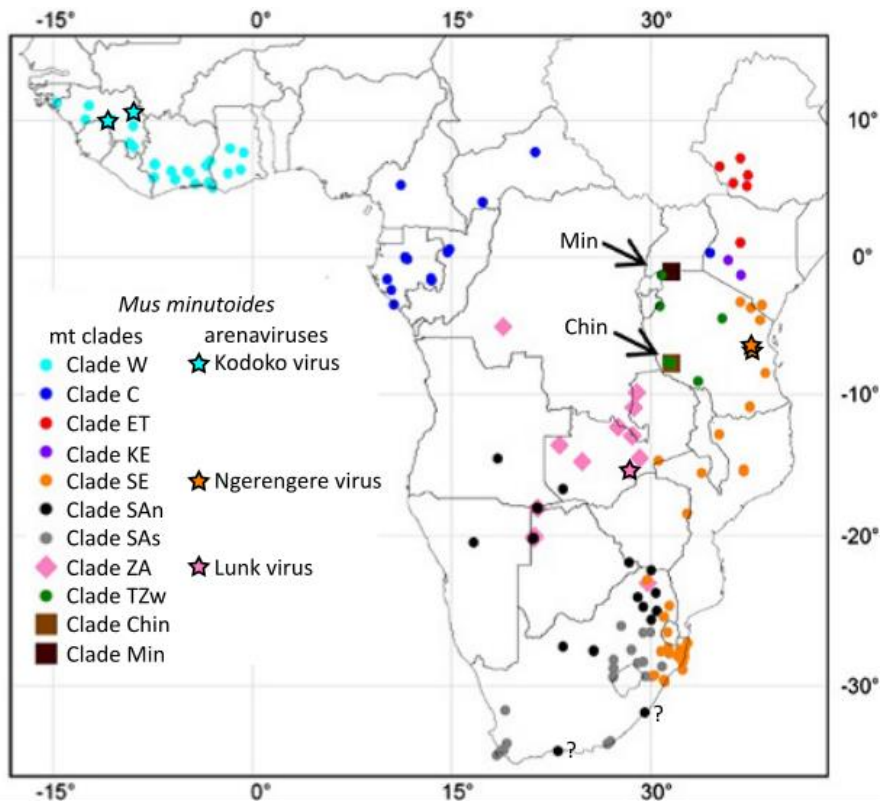 -15° 0° 15° 30°
10°
Min
0°
Mus minutoides
mt clades arenaviruses
Chin
Clade W Kodoko virus
Clade C
-10°
Clade ET
Clade KE
Clade SE Ngerengere virus
Clade SAn
Clade SAs
-20°
Clade ZA Lunk virus
Clade TZw
Clade Chin
Clade Min
-30°
?
?
-15° 0° 15° 30°